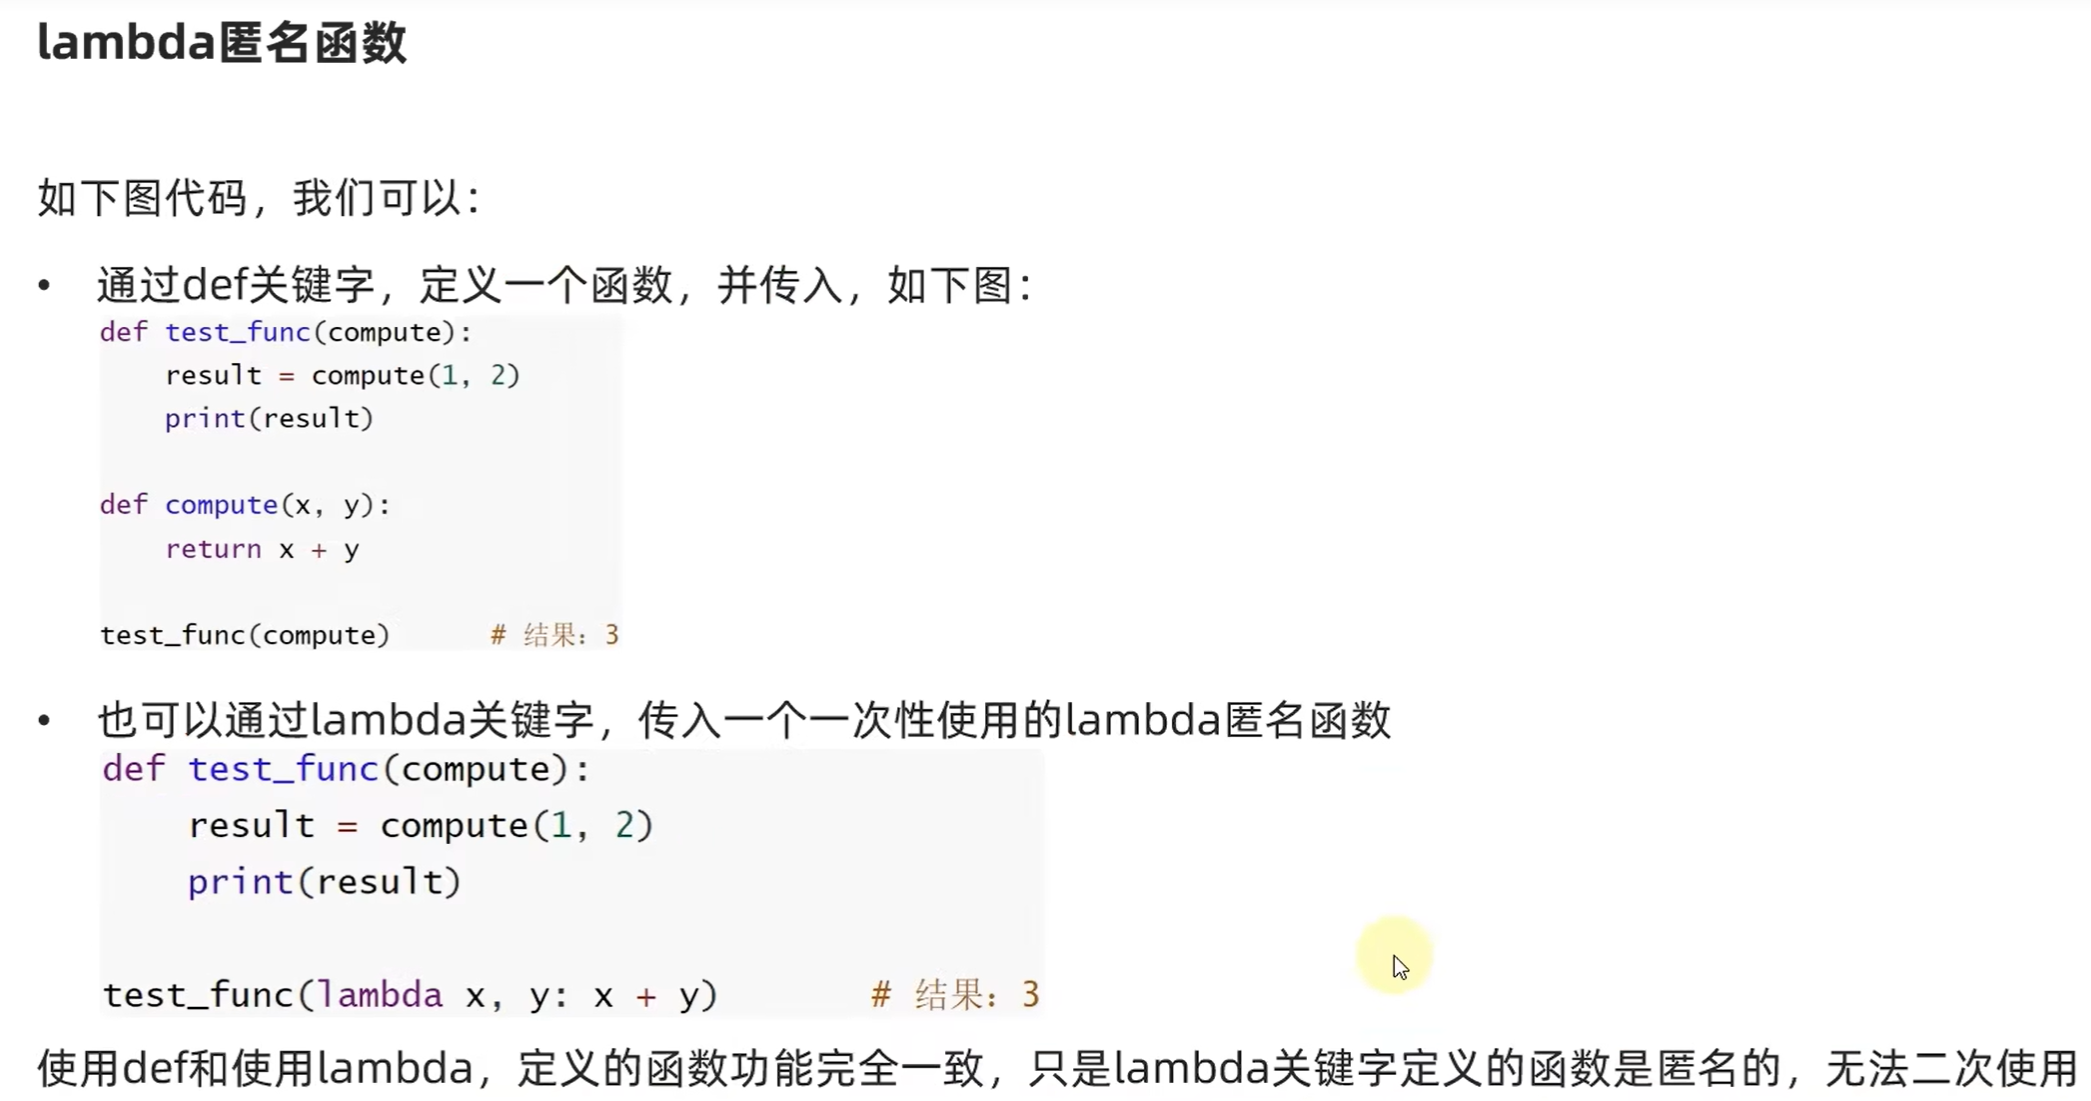 lambda匿名函数
如下图代码，我们可以：
• 通过def关键字，定义一个函数，并传入，如下图：
def test_func(compute):
    result = compute(1, 2)
    print(result)
def compute(x, y):
    return x + y
test_func(compute)      # 结果：3
• 也可以通过lambda关键字，传入一个一次性使用的lambda匿名函数
def test_func(compute):
    result = compute(1, 2)
    print(result)
test_func(lambda x, y: x + y)       # 结果：3
使用def和使用lambda，定义的函数功能完全一致，只是lambda关键字定义的函数是匿名的，无法二次使用